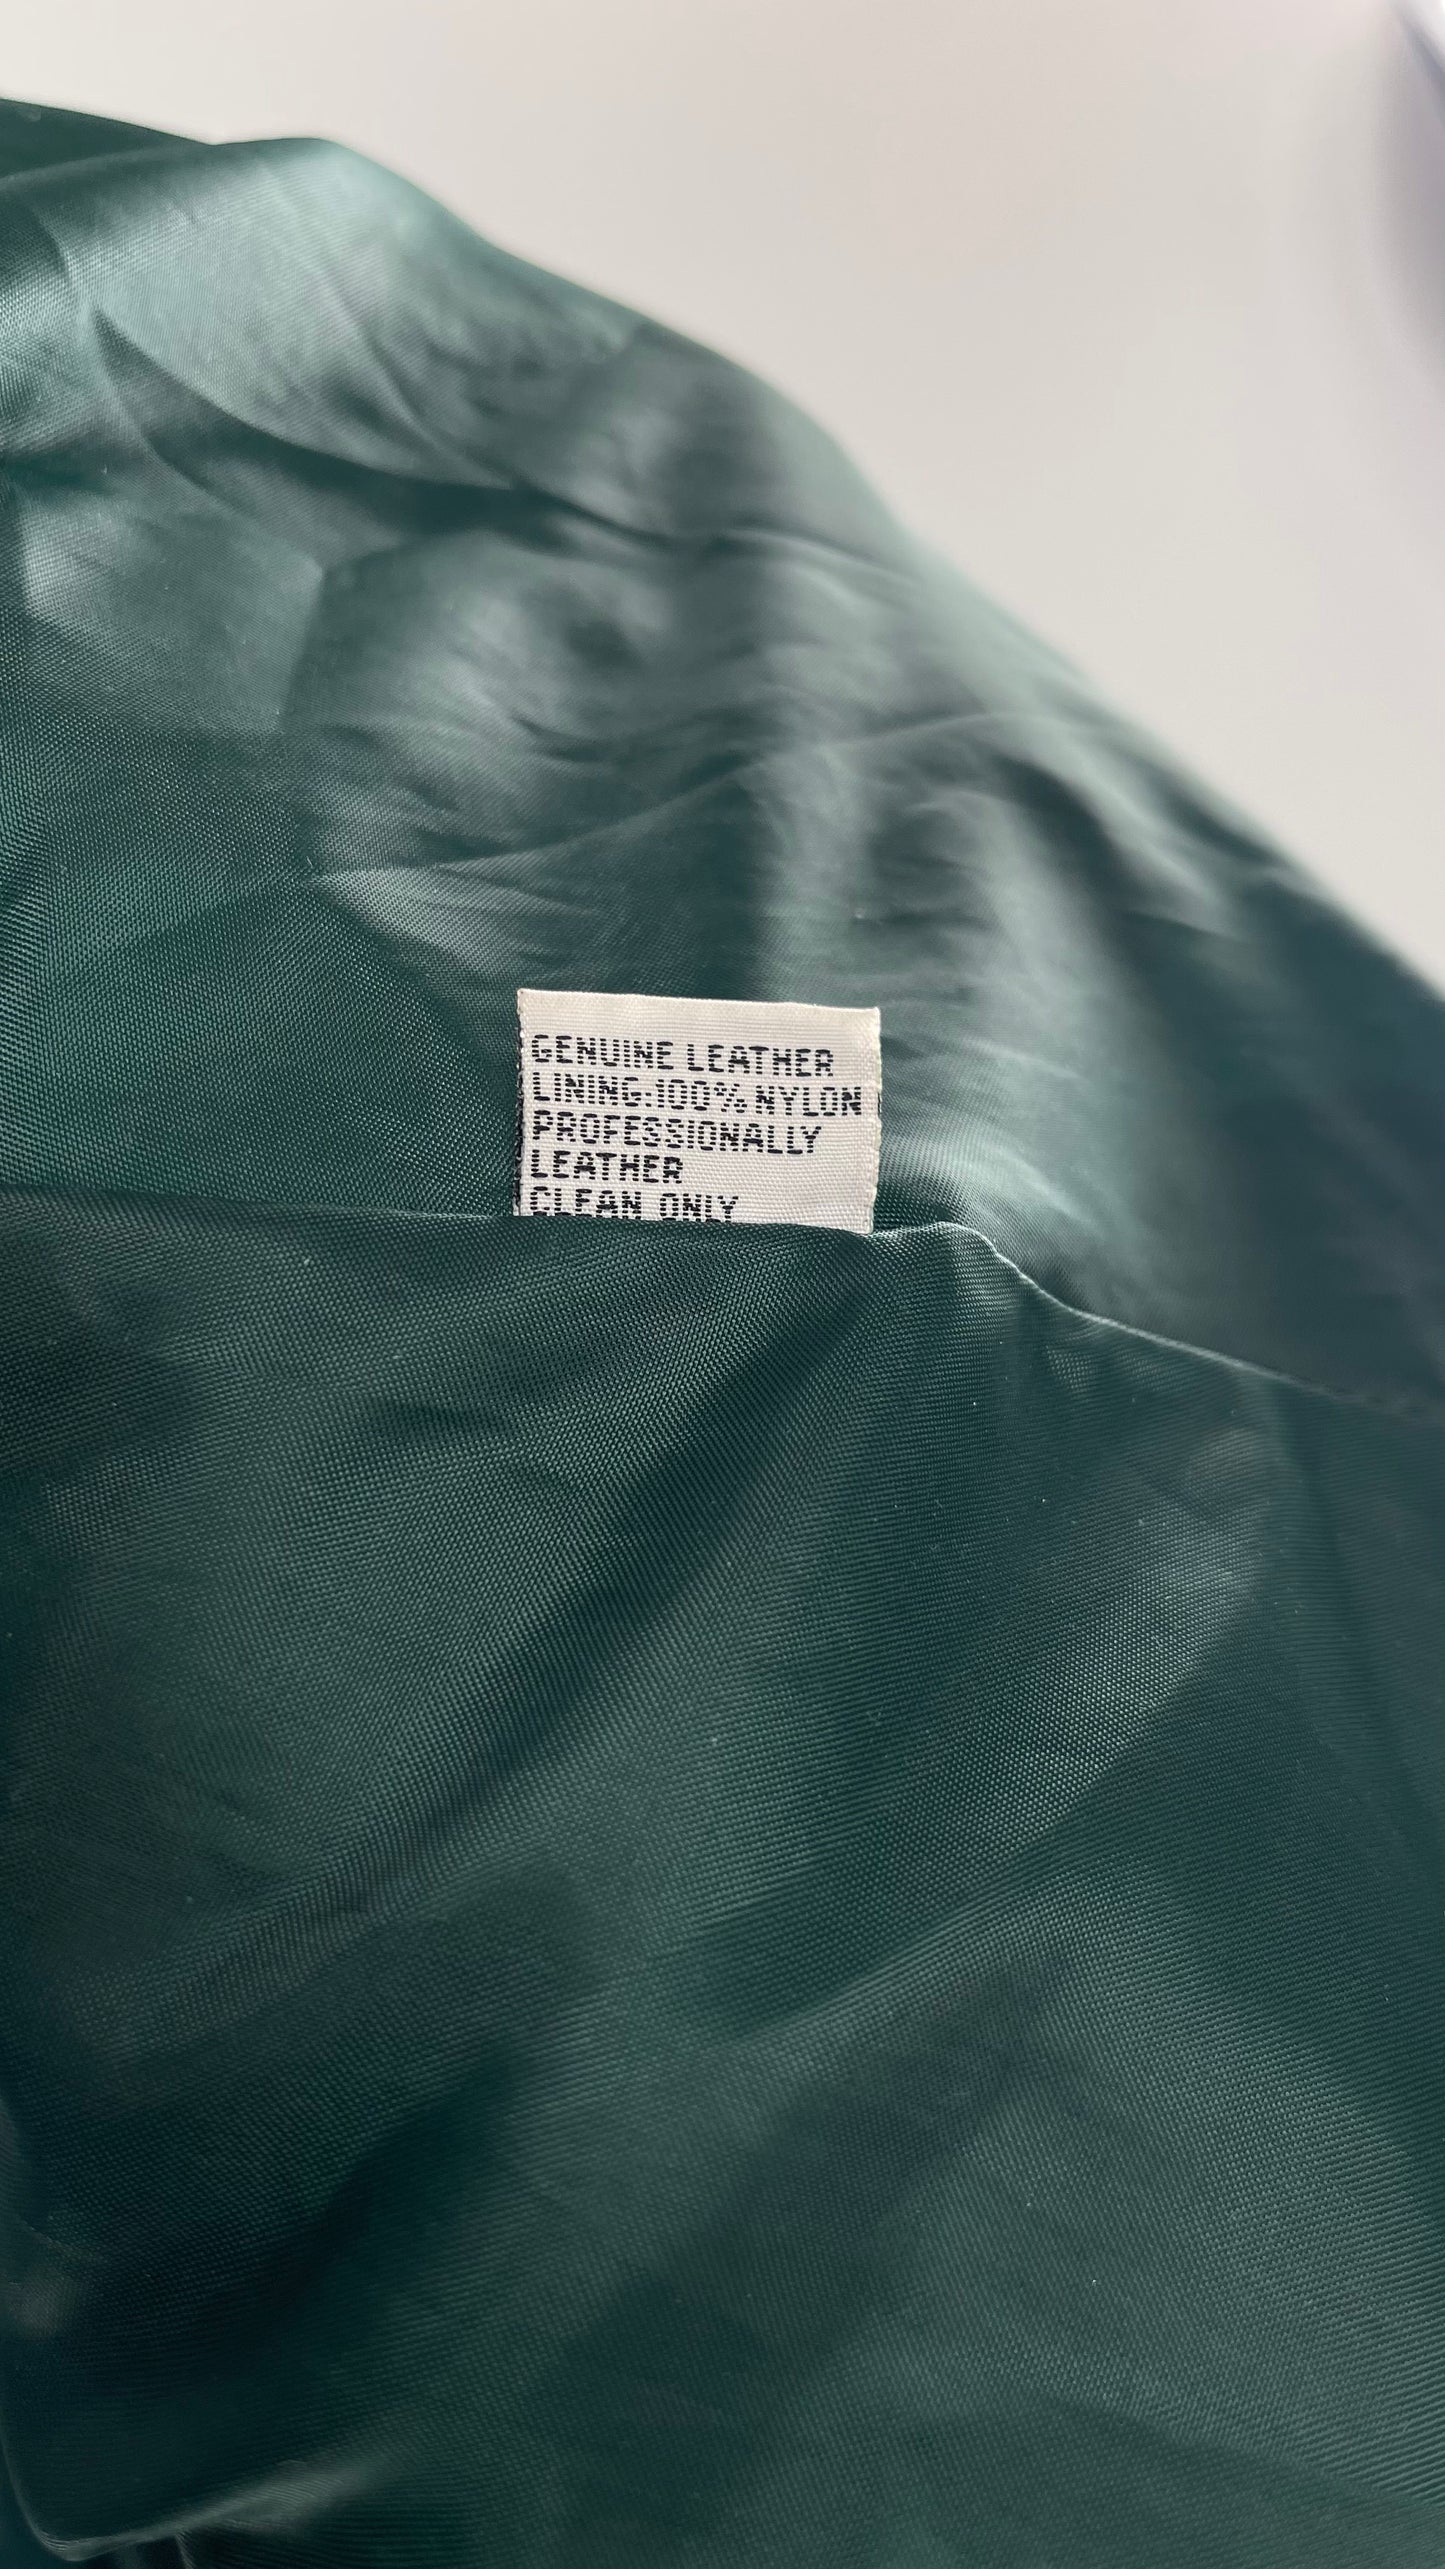 GENUINE LEATHER
LINING:100% NYLON
PROFESSIONALLY
LEATHER
CLEAN ONLY